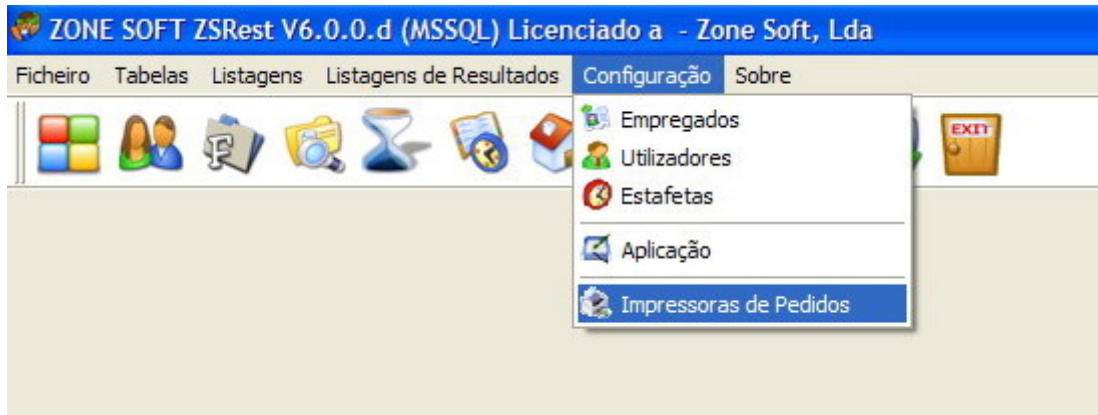 ZONE SOFT ZSRest V6.0.0.d (MSSQL) Licenciado a - Zone Soft, Lda
Ficheiro Tabelas Listagens Listagens de Resultados Configuração Sobre
F
EXIT
Empregados
Utilizadores
Estafetas
Aplicação
Impressoras de Pedidos